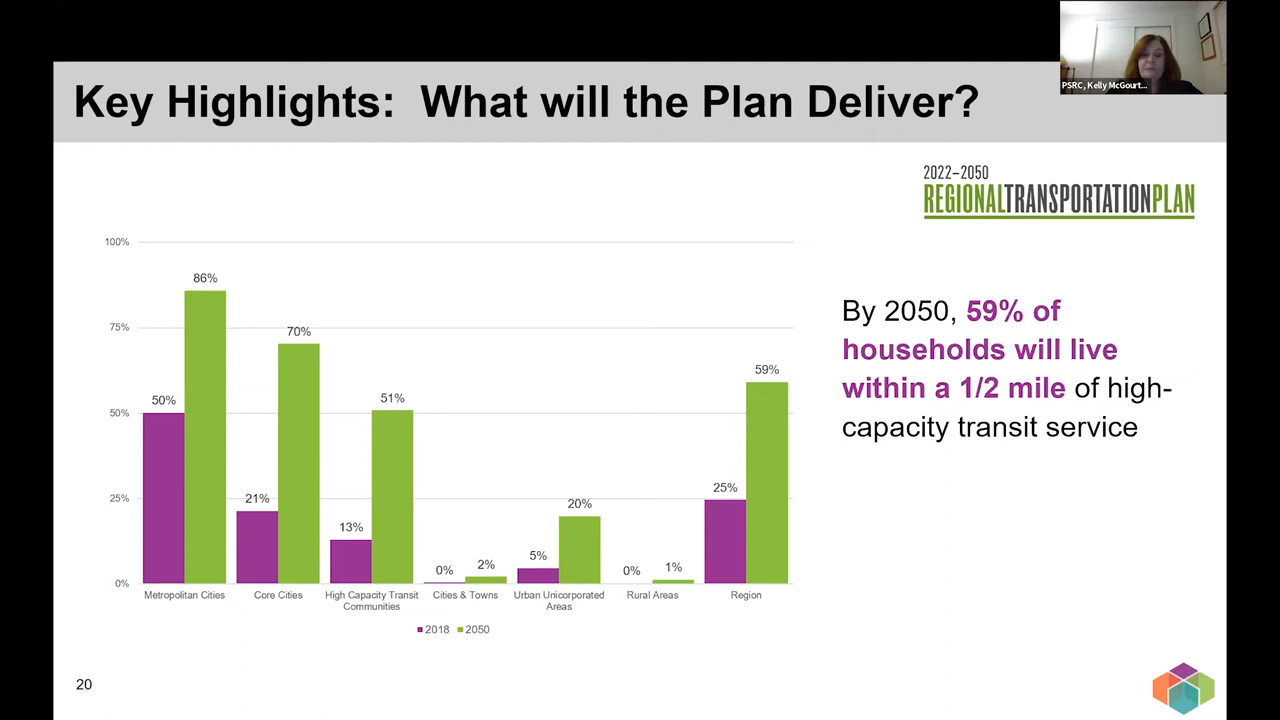 PSRC, Kelly McGourt...
Key Highlights: What will the Plan Deliver?
2022–2050
REGIONALTRANSPORTATIONPLAN
100%
75%
50%
25%
0%
50%
86%
21%
70%
13%
51%
0%
2%
5%
20%
0%
1%
25%
59%
Metropolitan Cities
Core Cities
High Capacity Transit
Communities
Cities & Towns
Urban Unicorporated
Areas
Rural Areas
Region
2018
2050
By 2050, 59% of
households will live
within a 1/2 mile of high-
capacity transit service
20